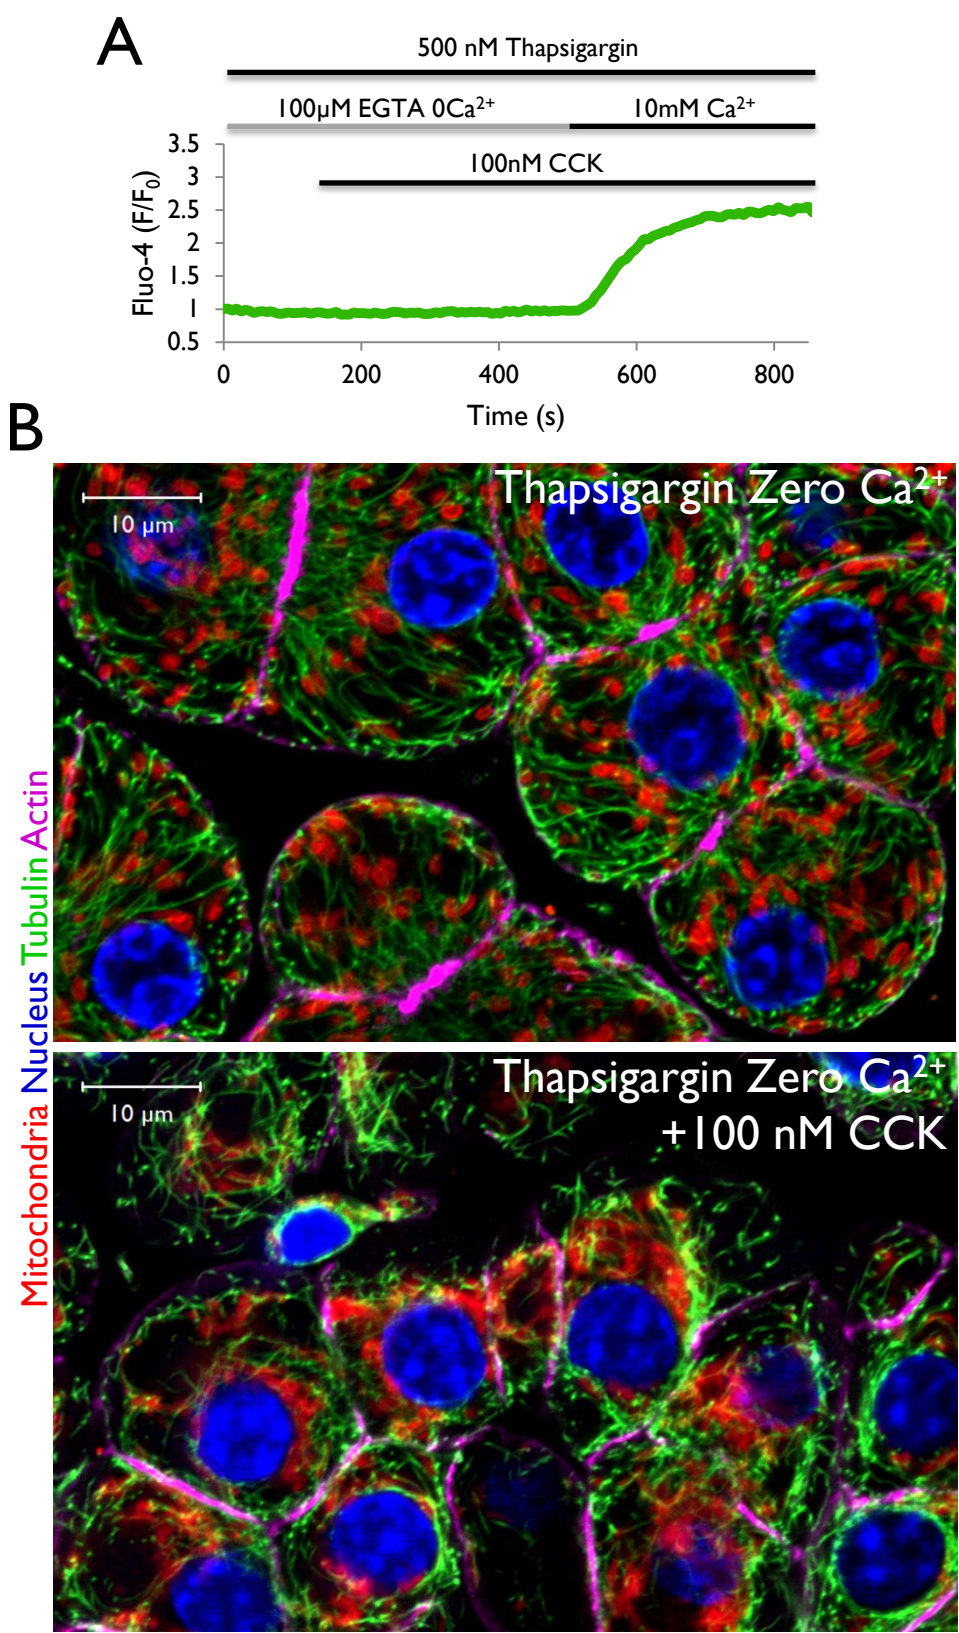 A
500 nM Thapsigargin
100µM EGTA 0Ca²⁺ 10mM Ca²⁺
100nM CCK
3.5
3
2.5
2
1.5
1
0.5
Fluo-4 (F/F₀)
0 200 400 600 800
Time (s)
B
Thapsigargin Zero Ca²⁺
10 µm
Mitochondria Nucleus Tubulin Actin
Thapsigargin Zero Ca²⁺
+100 nM CCK
10 µm